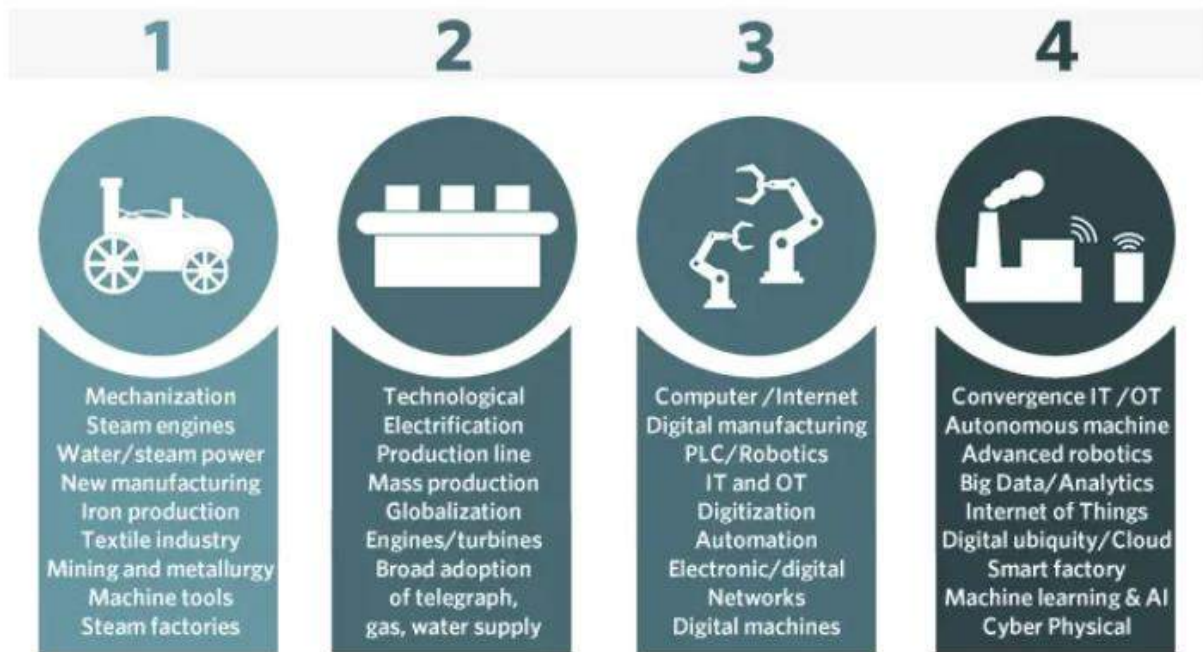 1
2
3
4
Mechanization
Steam engines
Water/steam power
New manufacturing
Iron production
Textile industry
Mining and metallurgy
Machine tools
Steam factories
Technological
Electrification
Production line
Mass production
Globalization
Engines/turbines
Broad adoption
of telegraph,
gas, water supply
Computer /Internet
Digital manufacturing
PLC/Robotics
IT and OT
Digitization
Automation
Electronic/digital
Networks
Digital machines
Convergence IT /OT
Autonomous machine
Advanced robotics
Big Data/Analytics
Internet of Things
Digital ubiquity/Cloud
Smart factory
Machine learning & AI
Cyber Physical